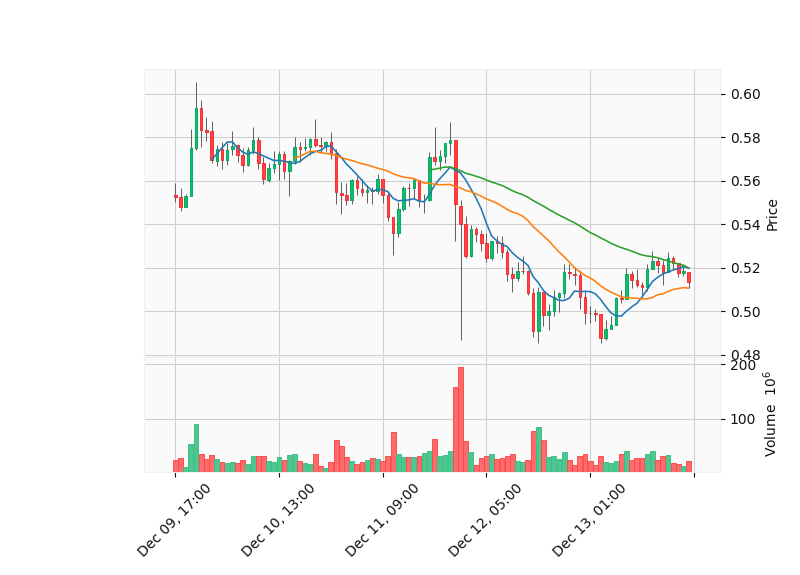 0.60
0.58
0.56
0.54
0.52
0.50
0.48
Price
200
100
Volume 10^6
Dec 09, 17:00
Dec 10, 13:00
Dec 11, 09:00
Dec 12, 05:00
Dec 13, 01:00